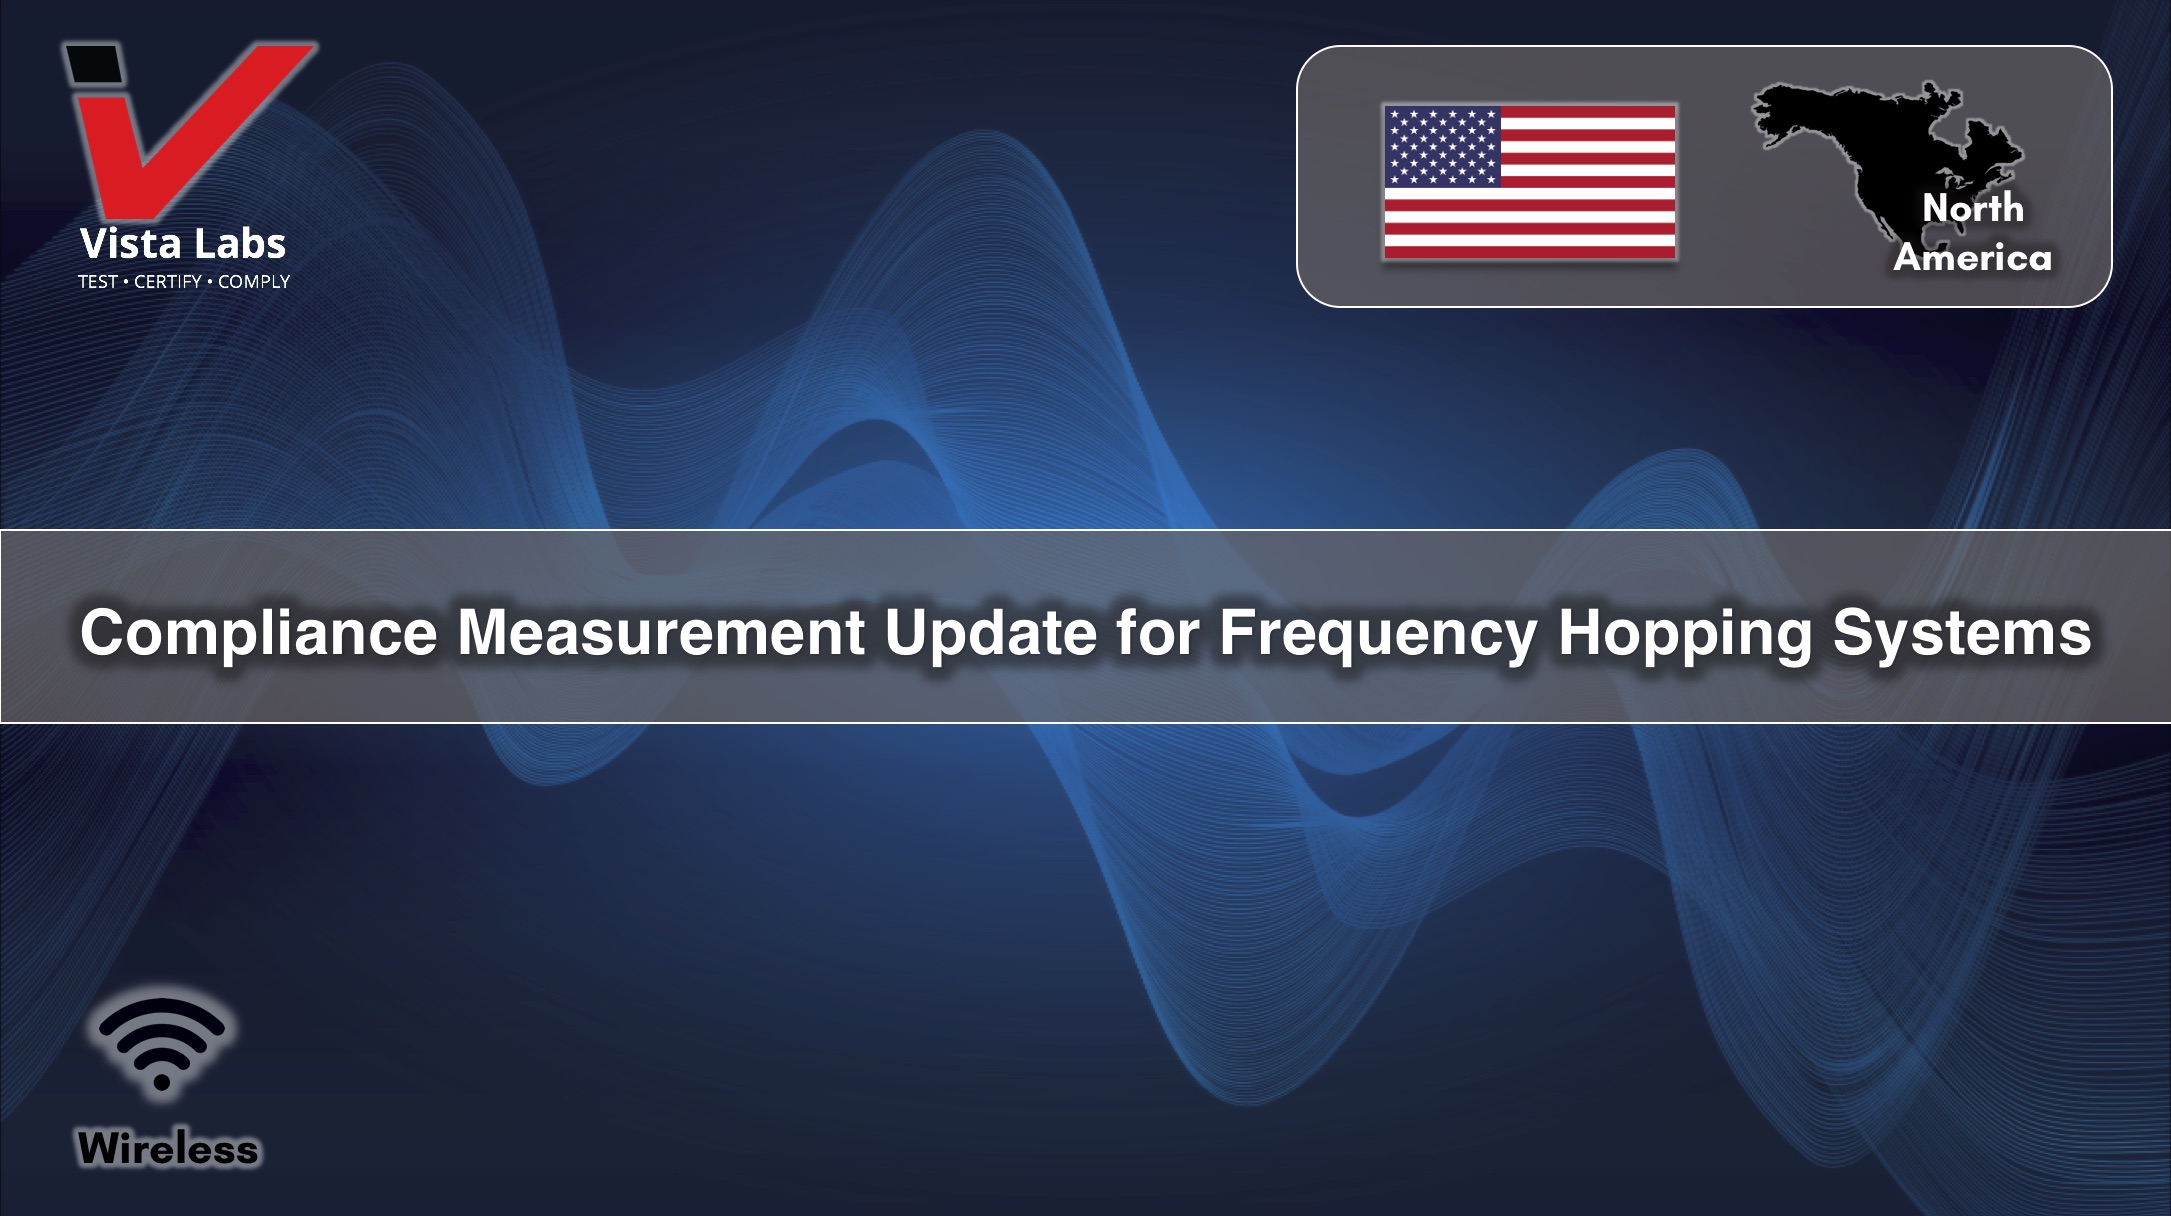 Vista Labs
TEST • CERTIFY • COMPLY
North
America
Compliance Measurement Update for Frequency Hopping Systems
Wireless